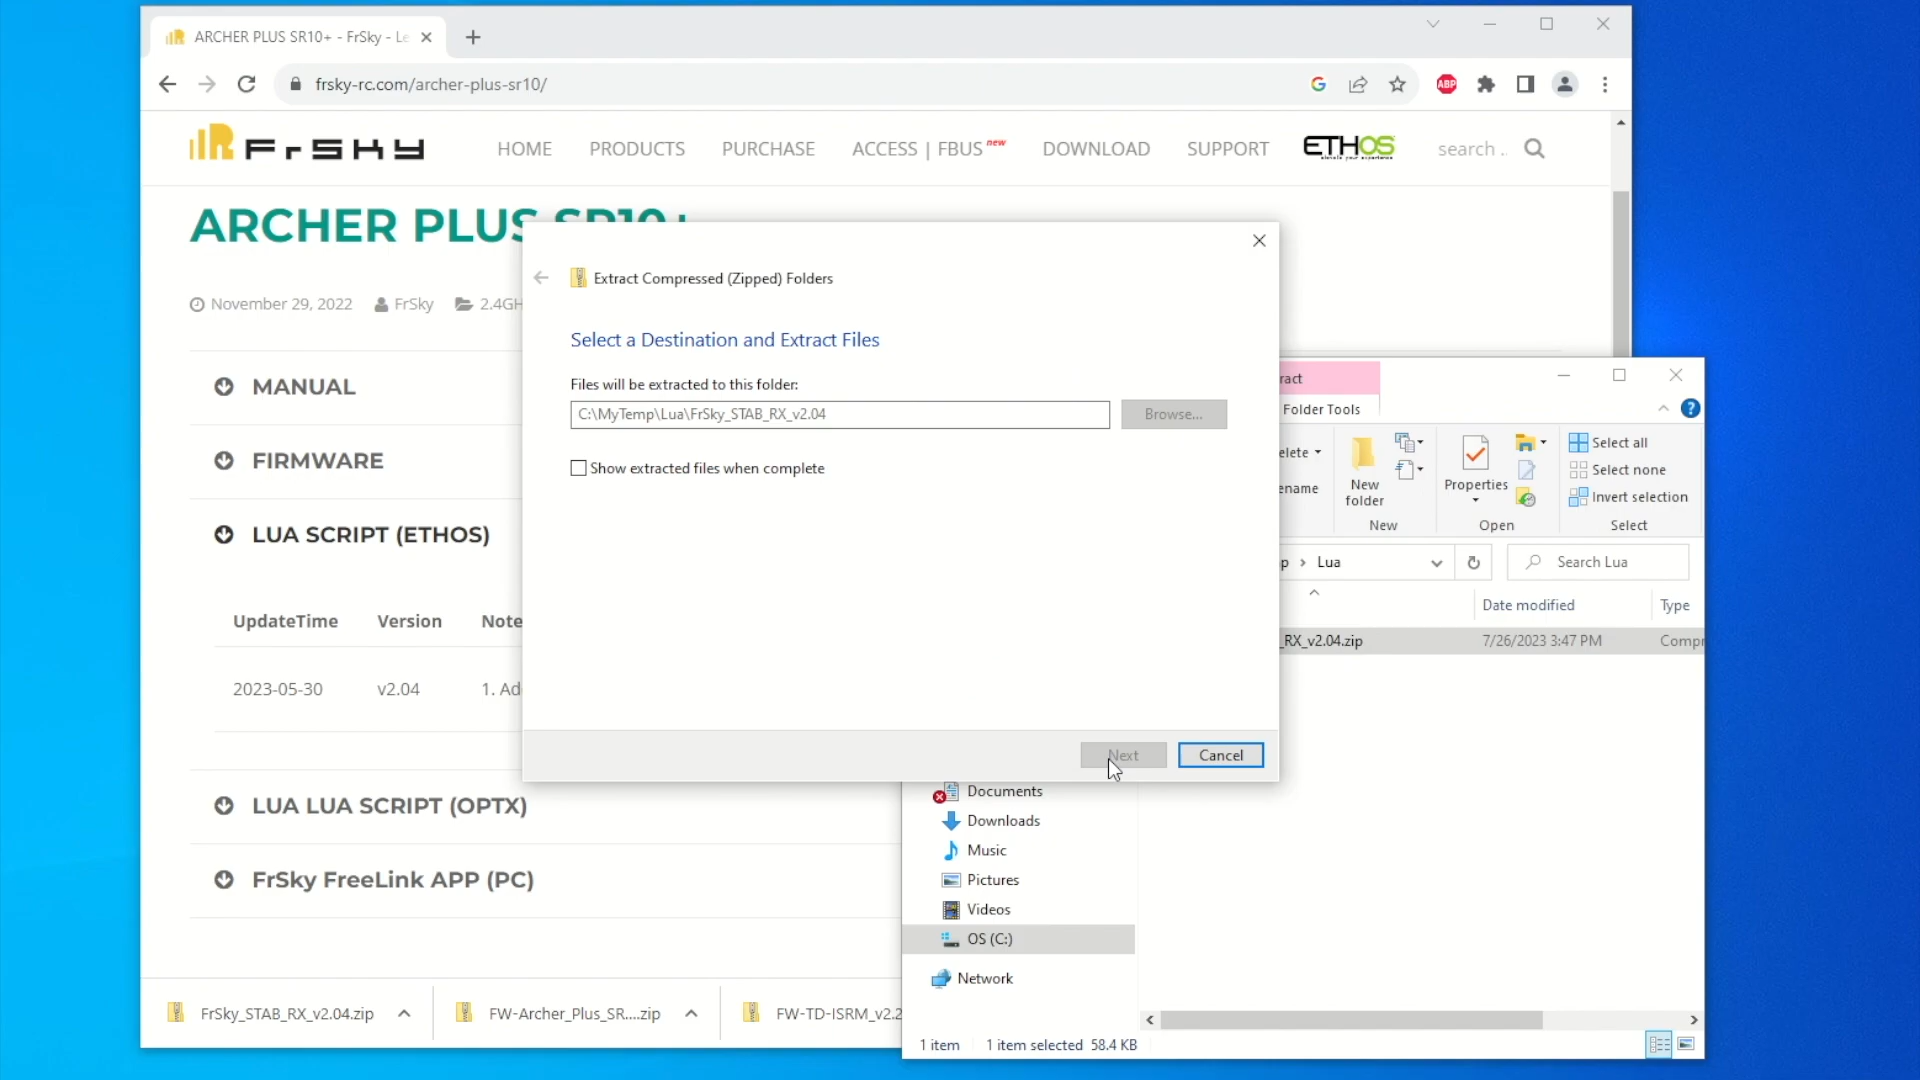 ARCHER PLUS SR10+ - FrSky - Le
frsky-rc.com/archer-plus-sr10/
ABP
FrSky
HOME
PRODUCTS
PURCHASE
ACCESS | FBUS new
DOWNLOAD
SUPPORT
ETHOS
search ..
ARCHER PLUS SR10+
November 29, 2022
FrSky
2.4GH
MANUAL
FIRMWARE
LUA SCRIPT (ETHOS)
UpdateTime Version Note
2023-05-30 v2.04 1. Ad
LUA LUA SCRIPT (OPTX)
FrSky FreeLink APP (PC)
FrSky_STAB_RX_v2.04.zip
FW-Archer_Plus_SR....zip
FW-TD-ISRM_v2.2
Extract Compressed (Zipped) Folders
Select a Destination and Extract Files
Files will be extracted to this folder:
C:\MyTemp\Lua\FrSky_STAB_RX_v2.04
Browse...
Show extracted files when complete
Next
Cancel
ract
Folder Tools
elete
ename
New
folder
New
Properties
Open
Select all
Select none
Invert selection
Select
p › Lua
Search Lua
Date modified
Type
_RX_v2.04.zip
7/26/2023 3:47 PM
Compr
Documents
Downloads
Music
Pictures
Videos
OS (C:)
Network
1 item
1 item selected 58.4 KB